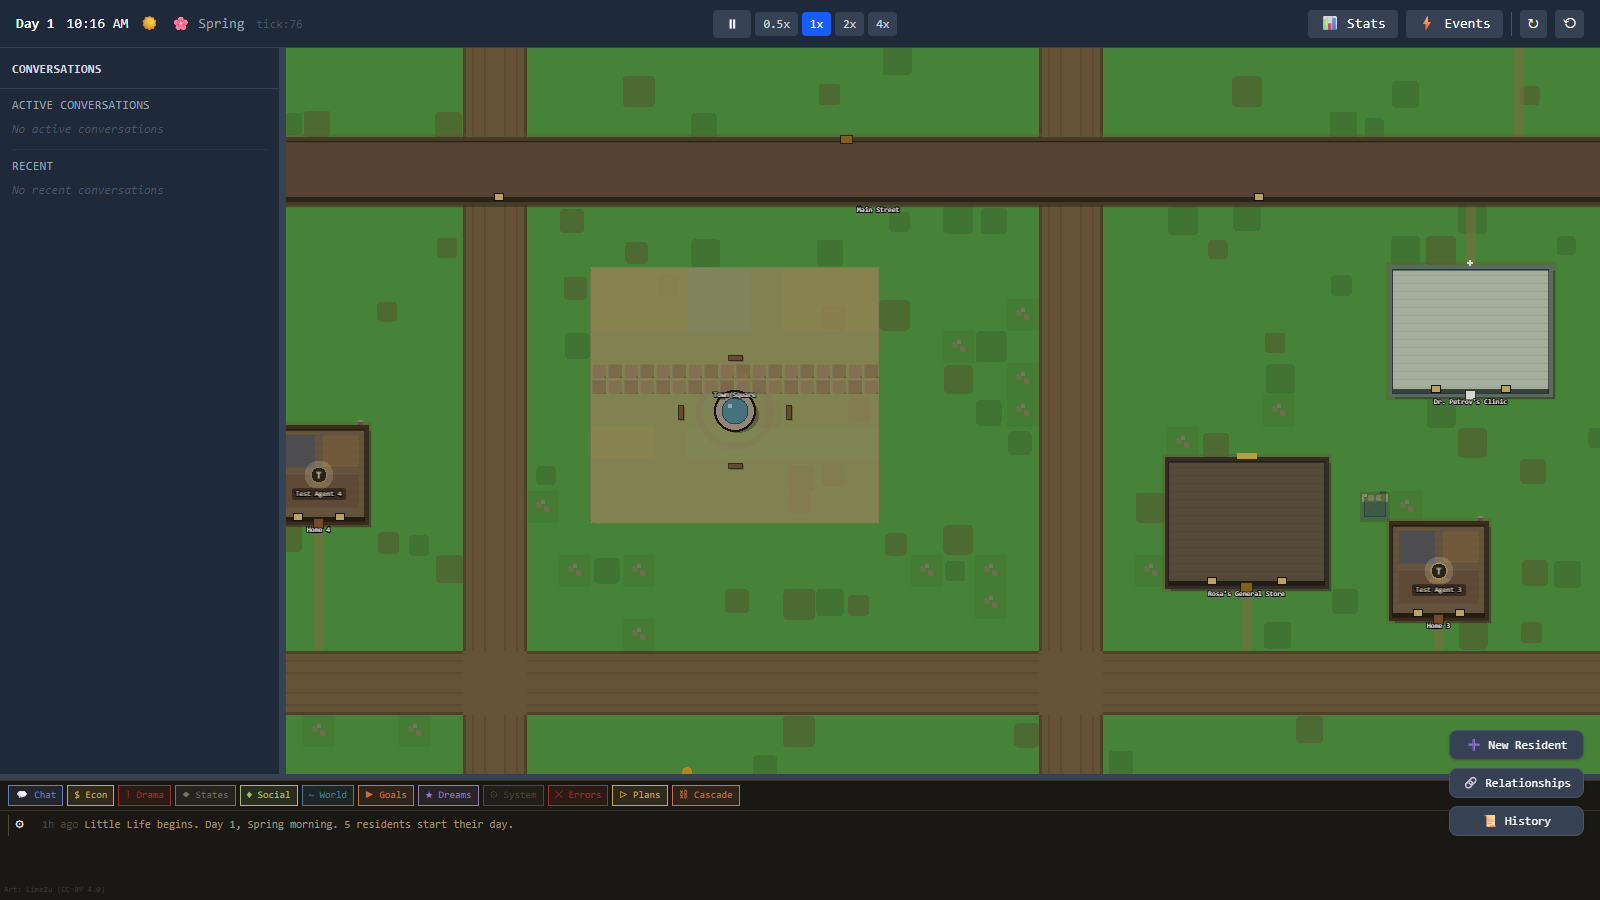 Day 1 10:16 AM Spring tick:76
0.5x 1x 2x 4x
Stats Events
CONVERSATIONS
ACTIVE CONVERSATIONS
No active conversations
RECENT
No recent conversations
Main Street
Town Square
Dr. Petrov's Clinic
Test Agent 4
Home 4
Rosa's General Store
Test Agent 3
Home 3
New Resident
Relationships
History
Chat $ Econ ! Drama States Social ~ World Goals Dreams System Errors Plans Cascade
1h ago Little Life begins. Day 1, Spring morning. 5 residents start their day.
Art: LimeZu (CC BY 4.0)